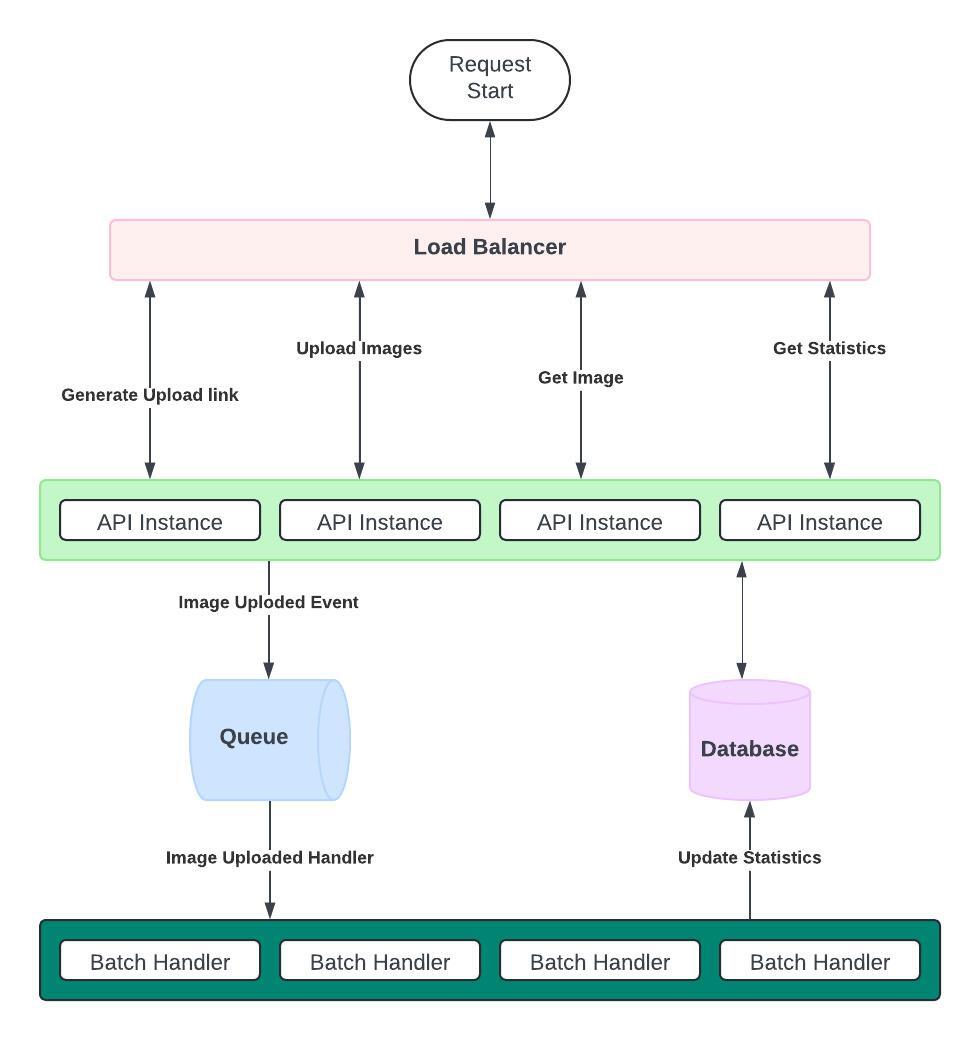 Request
Start
Load Balancer
Generate Upload link
Upload Images
Get Image
Get Statistics
API Instance
API Instance
API Instance
API Instance
Image Uploded Event
Queue
Database
Image Uploaded Handler
Update Statistics
Batch Handler
Batch Handler
Batch Handler
Batch Handler